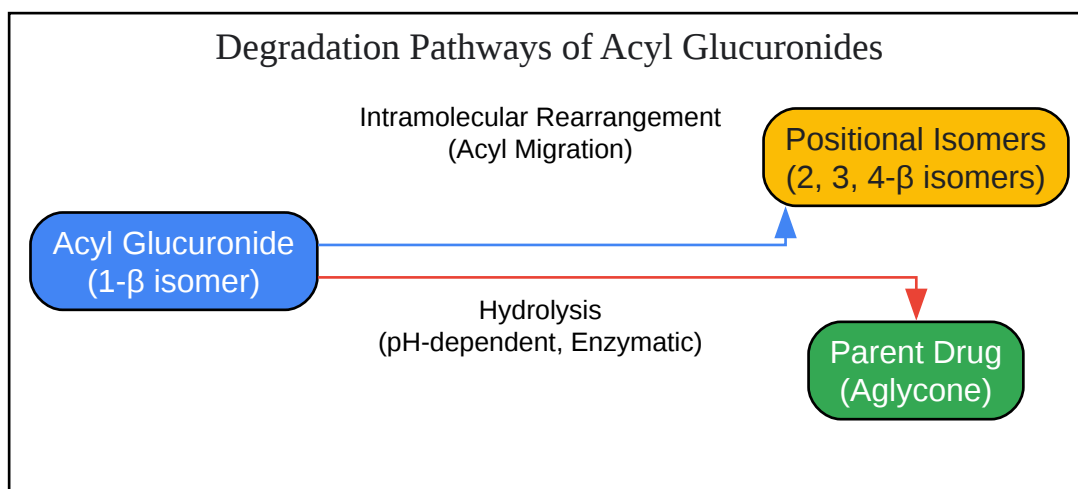 Degradation Pathways of Acyl Glucuronides
Intramolecular Rearrangement
(Acyl Migration)
Positional Isomers
(2, 3, 4-β isomers)
Acyl Glucuronide
(1-β isomer)
Hydrolysis
(pH-dependent, Enzymatic)
Parent Drug
(Aglycone)